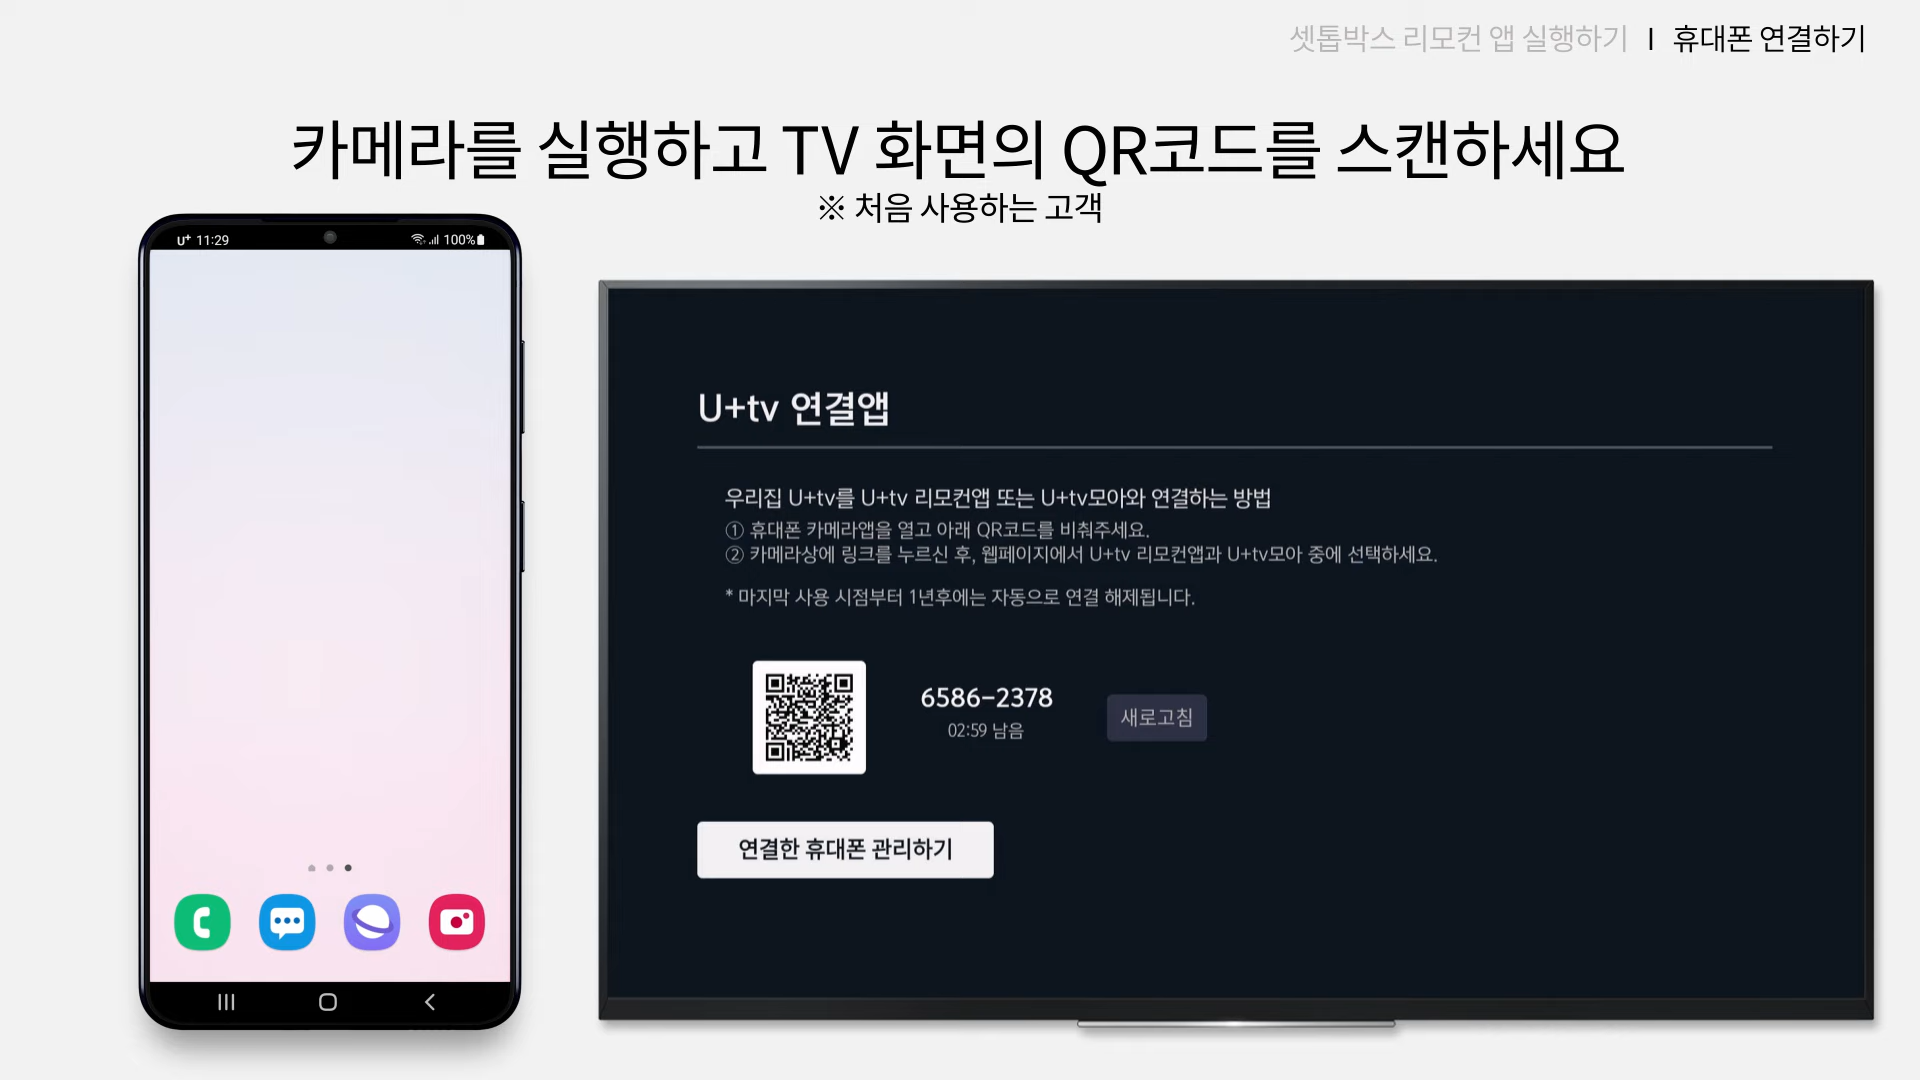 셋톱박스 리모컨 앱 실행하기 I 휴대폰 연결하기
카메라를 실행하고 TV 화면의 QR코드를 스캔하세요
※ 처음 사용하는 고객
U+ 11:29 100%
U+tv 연결앱
우리집 U+tv를 U+tv 리모컨앱 또는 U+tv모아와 연결하는 방법
① 휴대폰 카메라앱을 열고 아래 QR코드를 비춰주세요.
② 카메라상에 링크를 누르신 후, 웹페이지에서 U+tv 리모컨앱과 U+tv모아 중에 선택하세요.
* 마지막 사용 시점부터 1년후에는 자동으로 연결 해제됩니다.
6586-2378
02:59 남음
새로고침
연결한 휴대폰 관리하기